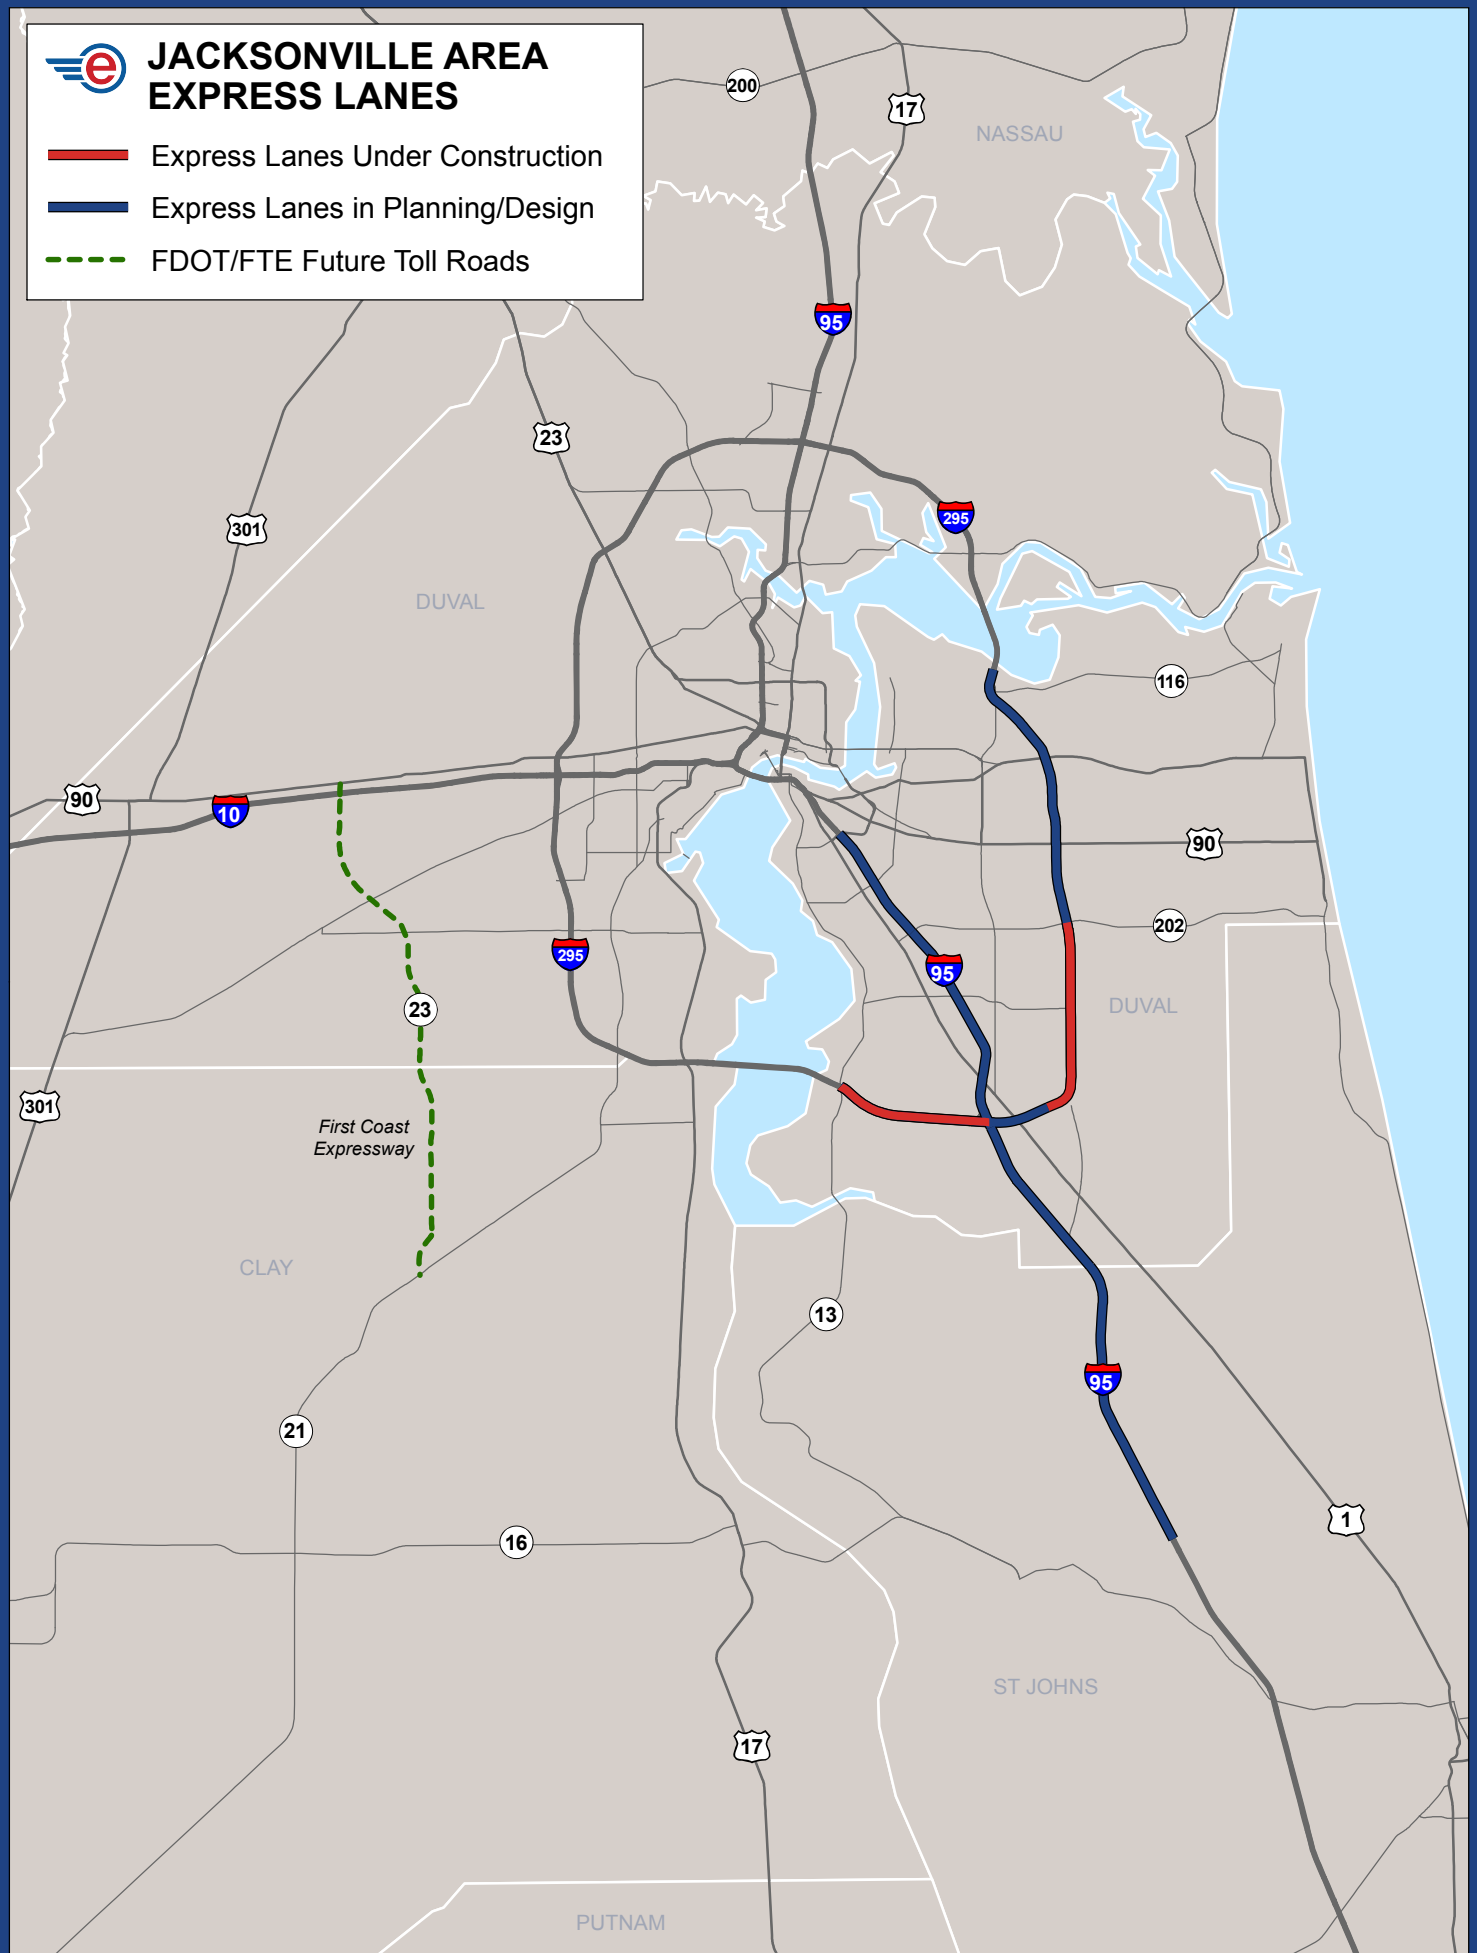 e
JACKSONVILLE AREA
EXPRESS LANES
Express Lanes Under Construction
Express Lanes in Planning/Design
FDOT/FTE Future Toll Roads
200
17
NASSAU
95
23
301
295
DUVAL
116
90
10
90
202
295
95
23
DUVAL
301
First Coast
Expressway
CLAY
13
95
21
1
16
ST JOHNS
17
PUTNAM